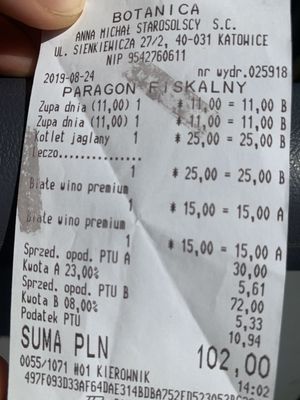 BOTANICA
ANNA MICHAŁ STAROSOLSCY S.C.
UL. SIENKIEWICZA 27/2, 40-031 KATOWICE
NIP 9542760611
2019-08-24 nr wydr.025918
PARAGON FISKALNY
Zupa dnia (11,00) 1 * 11,00 = 11,00 B
Zupa dnia (11,00) 1 * 11,00 = 11,00 B
Kotlet jaglany 1 * 25,00 = 25,00 B
Leczo...............
1 * 25,00 = 25,00 B
Białe wino premium
1 * 15,00 = 15,00 A
Białe wino premium
1 * 15,00 = 15,00 A
Sprzed. opod. PTU A 30,00
Kwota A 23,00% 5,61
Sprzed. opod. PTU B 72,00
Kwota B 08,00% 5,33
Podatek PTU 10,94
SUMA PLN 102,00
0055/1071 #01 KIEROWNIK 14:02